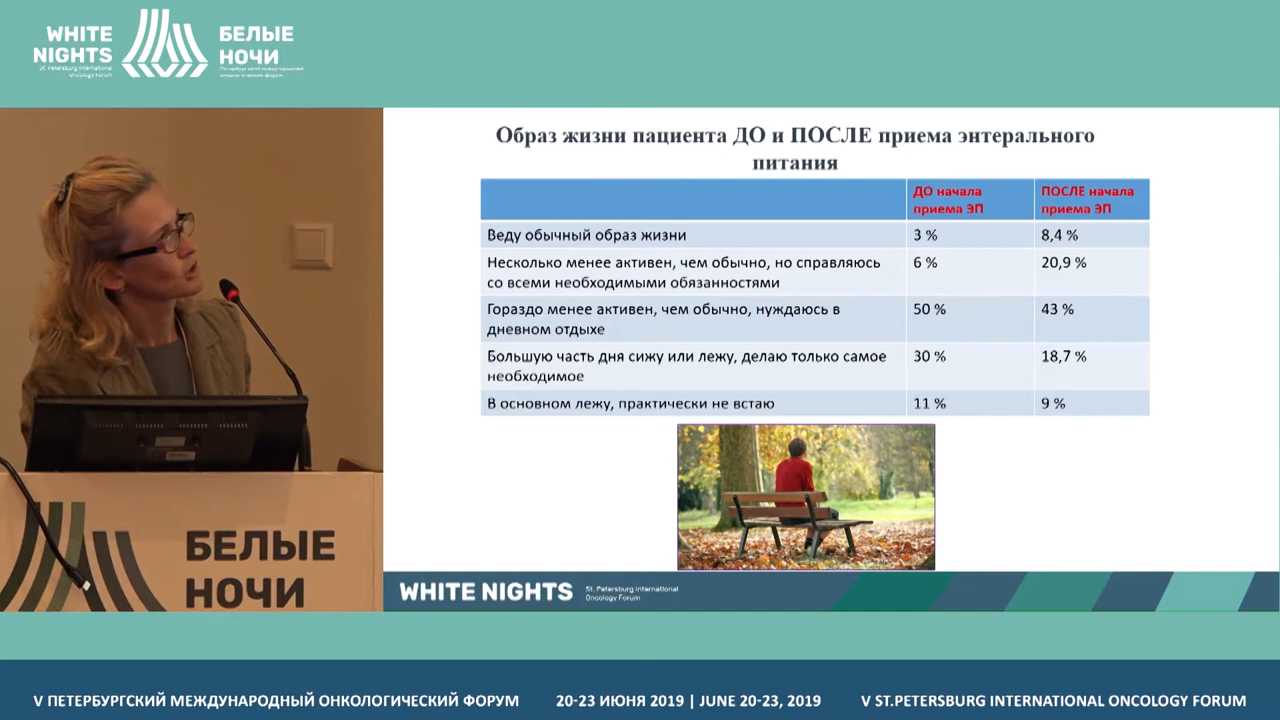 WHITE
NIGHTS
St. Petersburg International
Oncology Forum
БЕЛЫЕ
НОЧИ
Образ жизни пациента ДО и ПОСЛЕ приема энтерального
питания
ДО начала
приема ЭП
ПОСЛЕ начала
приема ЭП
Веду обычный образ жизни
3 %
8,4 %
Несколько менее активен, чем обычно, но справляюсь
со всеми необходимыми обязанностями
6 %
20,9 %
Гораздо менее активен, чем обычно, нуждаюсь в
дневном отдыхе
50 %
43 %
Большую часть дня сижу или лежу, делаю только самое
необходимое
30 %
18,7 %
В основном лежу, практически не встаю
11 %
9 %
БЕЛЫЕ
НОЧИ
WHITE NIGHTS
St. Petersburg International
Oncology Forum
V ПЕТЕРБУРГСКИЙ МЕЖДУНАРОДНЫЙ ОНКОЛОГИЧЕСКИЙ ФОРУМ
20-23 ИЮНЯ 2019 | JUNE 20-23, 2019
V ST.PETERSBURG INTERNATIONAL ONCOLOGY FORUM